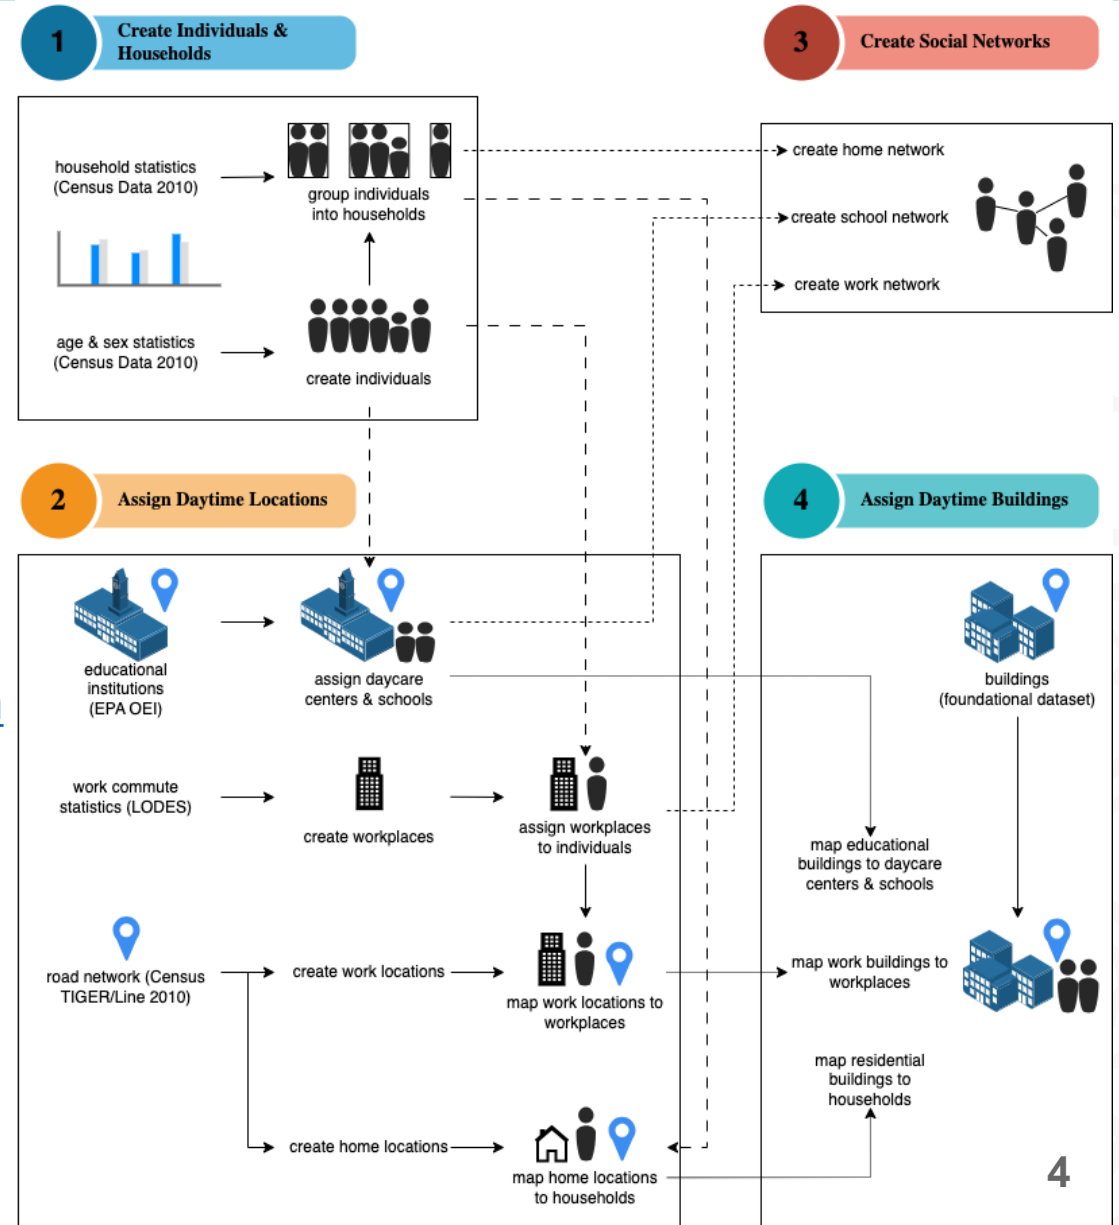 1
Create Individuals &
Households
household statistics
(Census Data 2010)
group individuals
into households
age & sex statistics
(Census Data 2010)
create individuals
3
Create Social Networks
create home network
create school network
create work network
2
Assign Daytime Locations
educational
institutions
(EPA OEI)
assign daycare
centers & schools
work commute
statistics (LODES)
create workplaces
assign workplaces
to individuals
road network (Census
TIGER/Line 2010)
create work locations
map work locations to
workplaces
create home locations
map home locations
to households
4
Assign Daytime Buildings
buildings
(foundational dataset)
map educational
buildings to daycare
centers & schools
map work buildings to
workplaces
map residential
buildings to
households
4